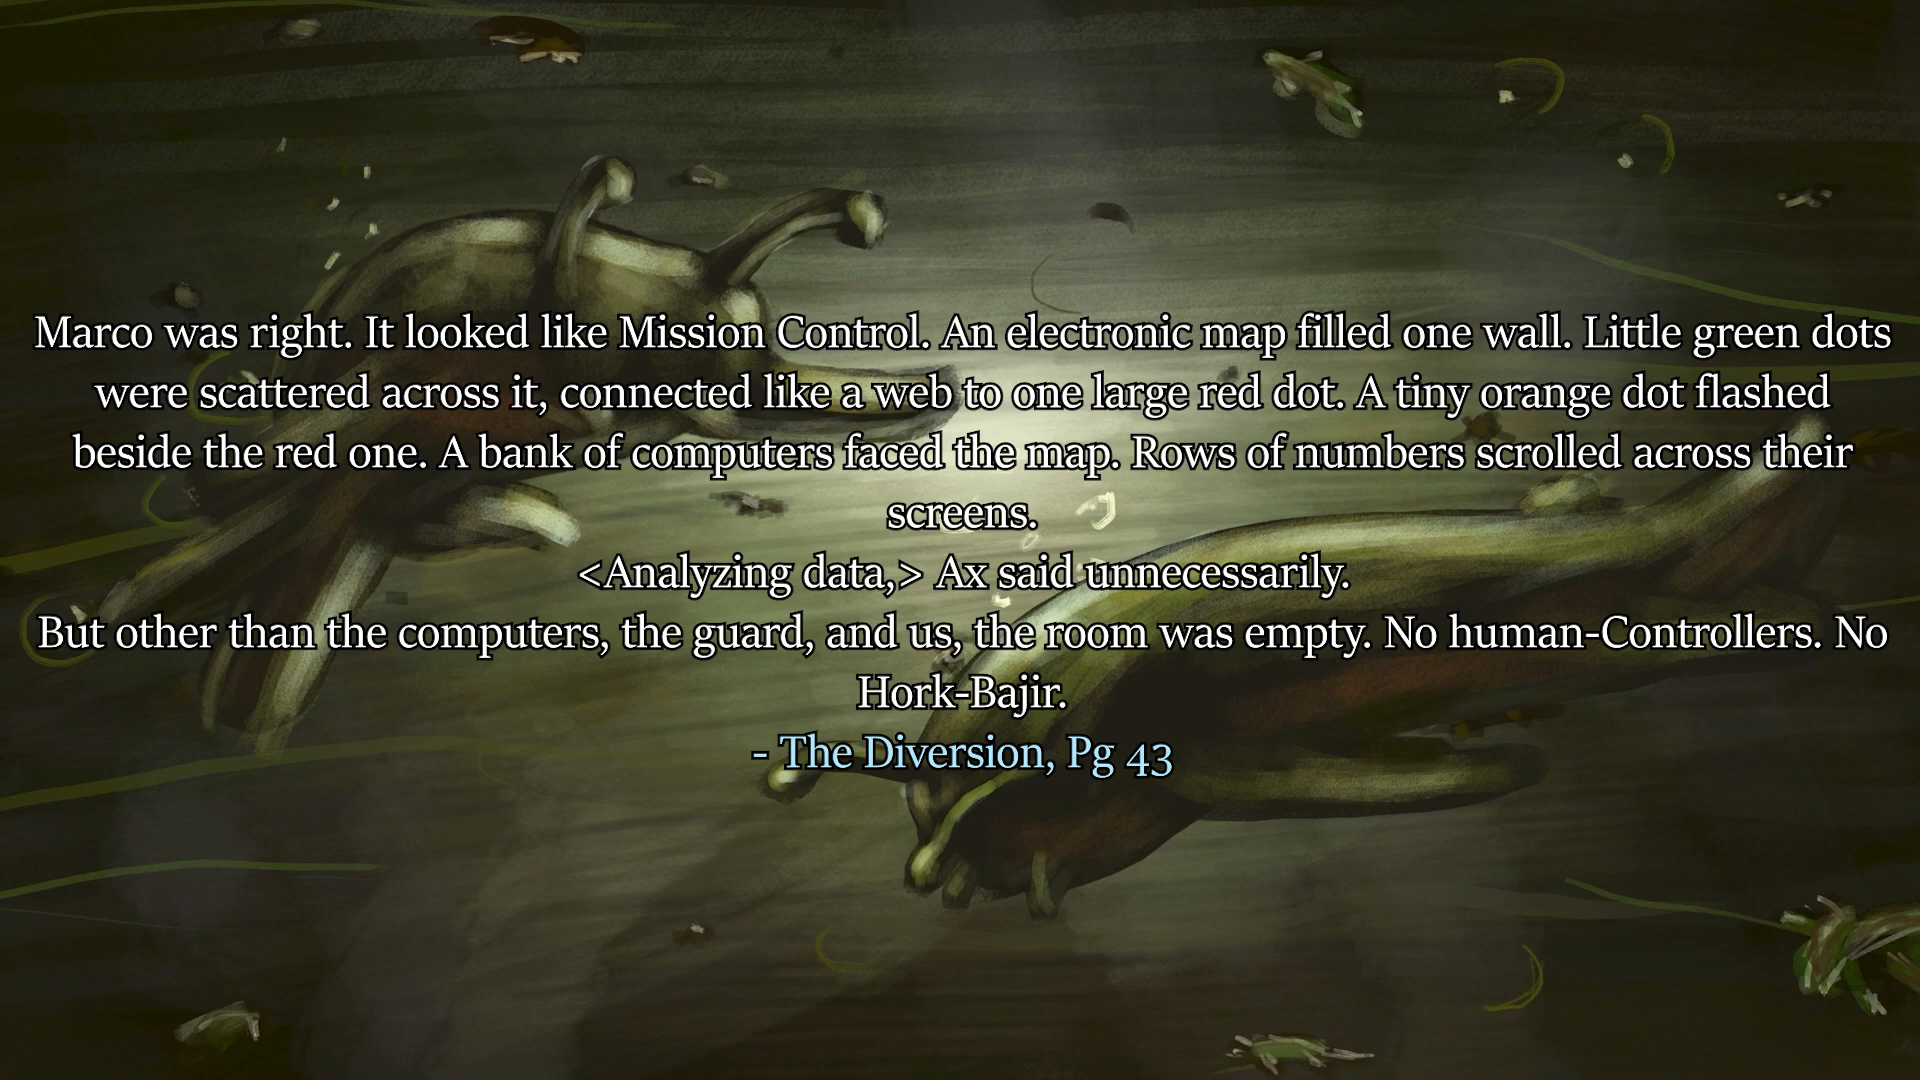 Marco was right. It looked like Mission Control. An electronic map filled one wall. Little green dots
were scattered across it, connected like a web to one large red dot. A tiny orange dot flashed
beside the red one. A bank of computers faced the map. Rows of numbers scrolled across their
screens.
<Analyzing data,> Ax said unnecessarily.
But other than the computers, the guard, and us, the room was empty. No human-Controllers. No
Hork-Bajir.
- The Diversion, Pg 43